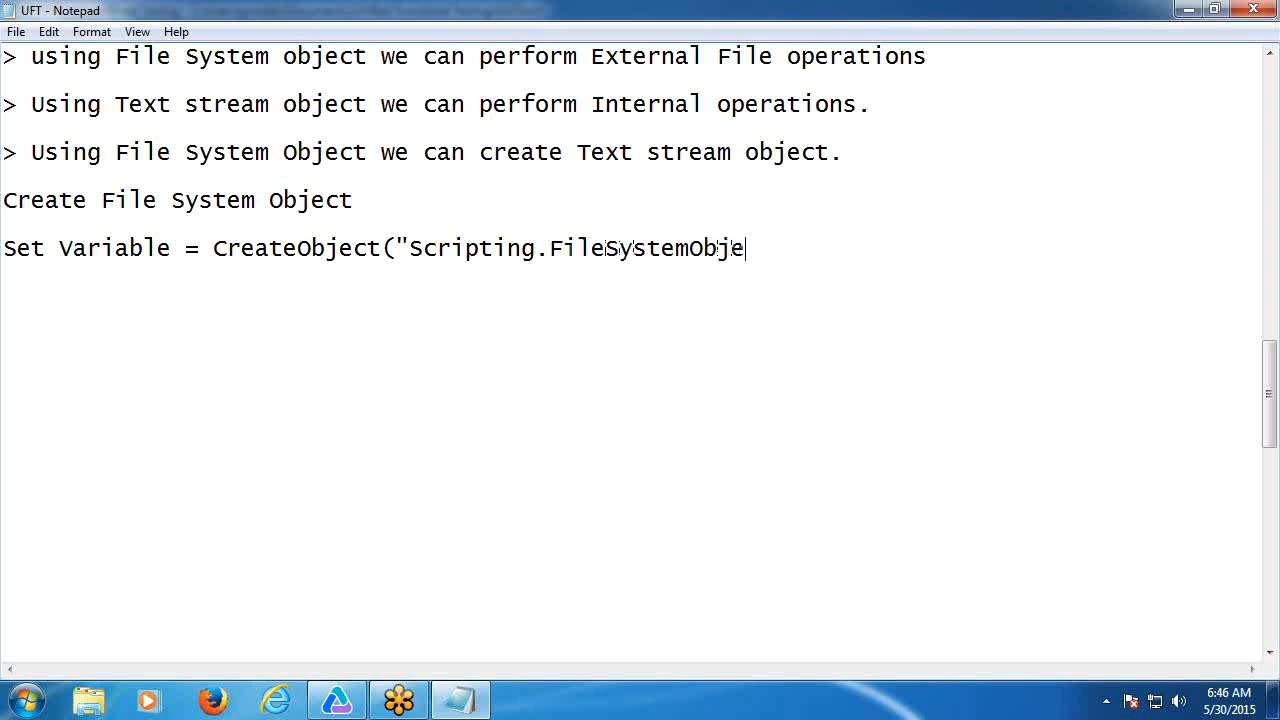 UFT - Notepad
File Edit Format View Help
> using File System object we can perform External File operations
> Using Text stream object we can perform Internal operations.
> Using File System Object we can create Text stream object.
Create File System Object
Set Variable = CreateObject("Scripting.FileSystemObje
6:46 AM
5/30/2015